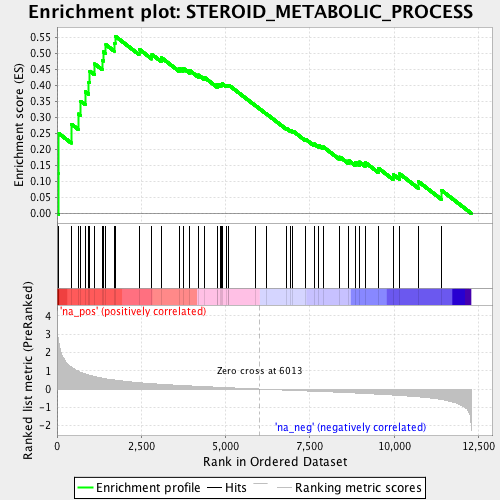 Enrichment plot: STEROID_METABOLIC_PROCESS
Enrichment score (ES)
0.55
0.50
0.45
0.40
0.35
0.30
0.25
0.20
0.15
0.10
0.05
0.00
'na_pos' (positively correlated)
Ranked list metric (PreRanked)
4
3
2
1
0
-1
-2
Zero cross at 6013
'na_neg' (negatively correlated)
0
2,500
5,000
7,500
10,000
12,500
Rank in Ordered Dataset
Enrichment profile
Hits
Ranking metric scores